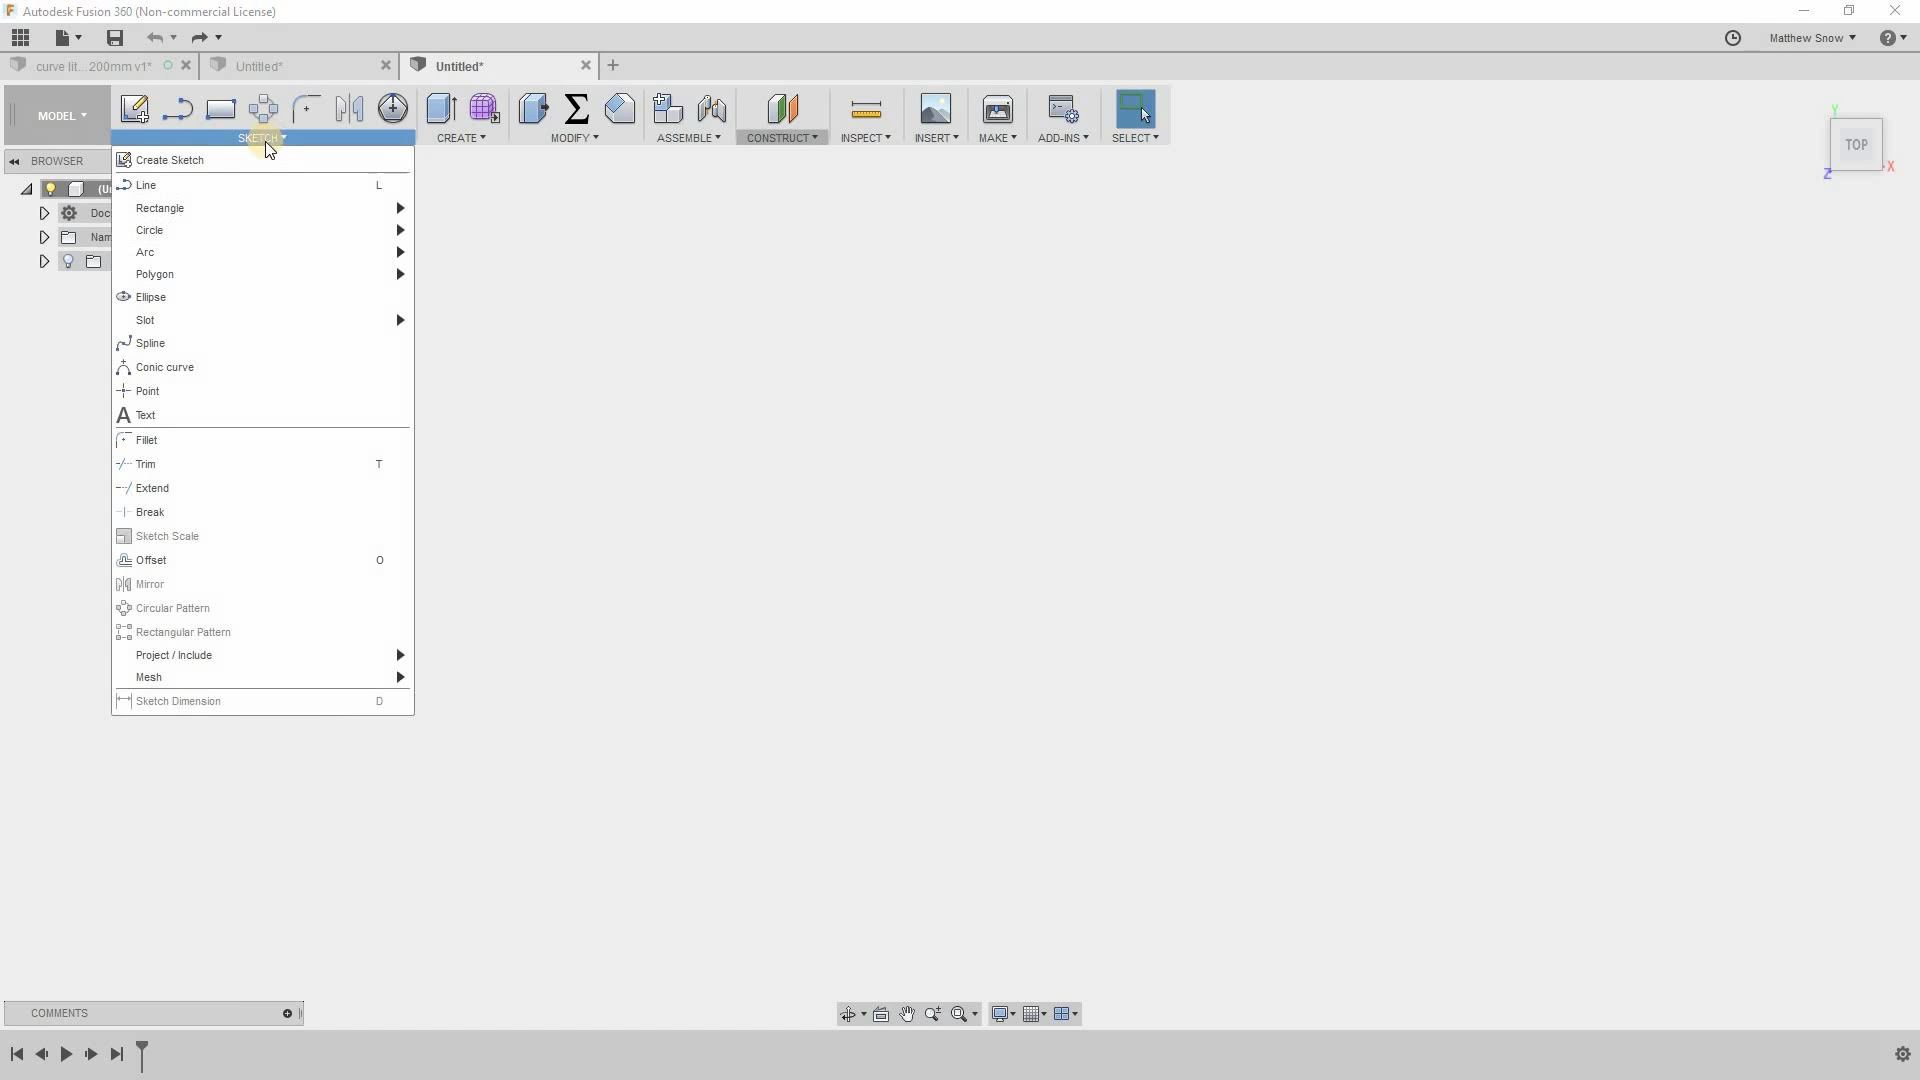 Autodesk Fusion 360 (Non-commercial License)
Matthew Snow
curve lit...200mm v1*
Untitled*
Untitled*
MODEL
SKETCH
CREATE
MODIFY
ASSEMBLE
CONSTRUCT
INSPECT
INSERT
MAKE
ADD-INS
SELECT
Y
TOP
X
Z
BROWSER
(Un
Doc
Nam
Create Sketch
Line L
Rectangle
Circle
Arc
Polygon
Ellipse
Slot
Spline
Conic curve
Point
A Text
Fillet
Trim T
Extend
Break
Sketch Scale
Offset O
Mirror
Circular Pattern
Rectangular Pattern
Project / Include
Mesh
Sketch Dimension D
COMMENTS